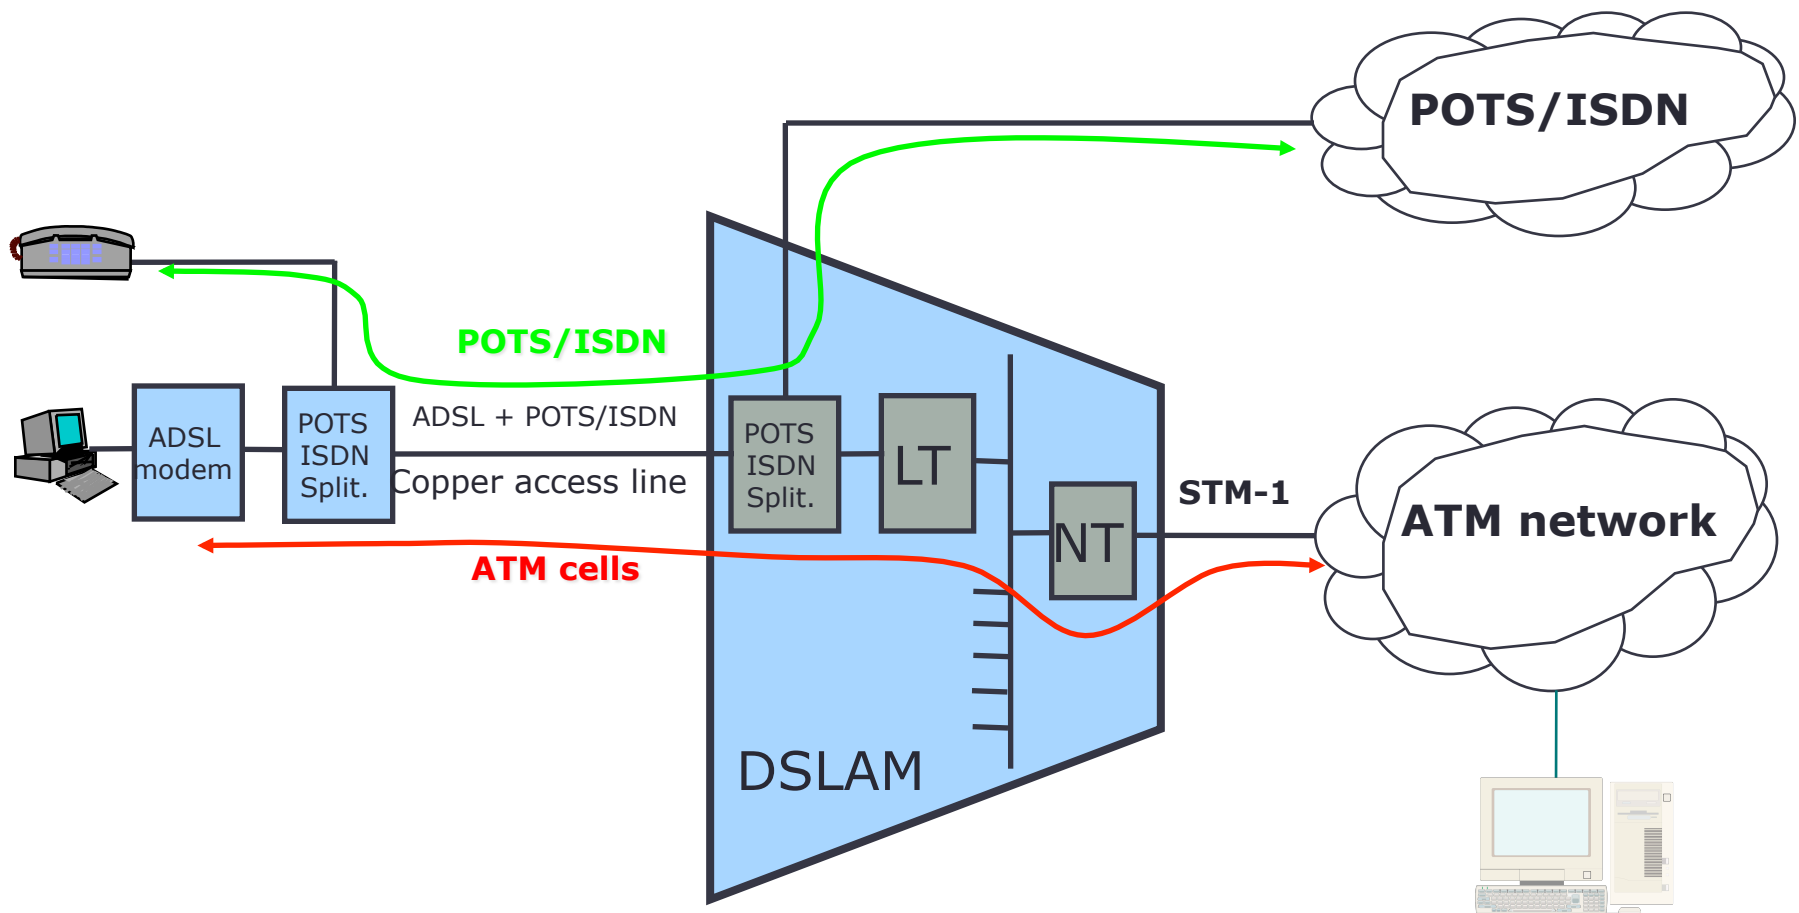 POTS/ISDN
POTS/ISDN
ADSL
modem
POTS
ISDN
Split.
ADSL + POTS/ISDN
Copper access line
POTS
ISDN
Split.
LT
NT
STM-1
ATM network
ATM cells
DSLAM